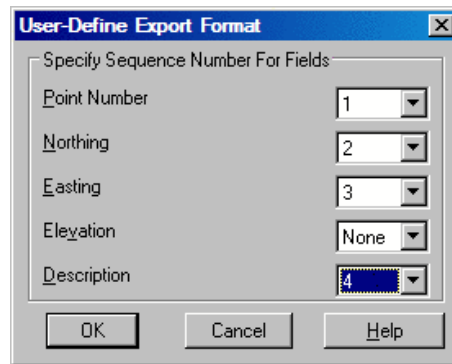 User-Define Export Format
Specify Sequence Number For Fields
Point Number 1
Northing 2
Easting 3
Elevation None
Description 4
OK Cancel Help